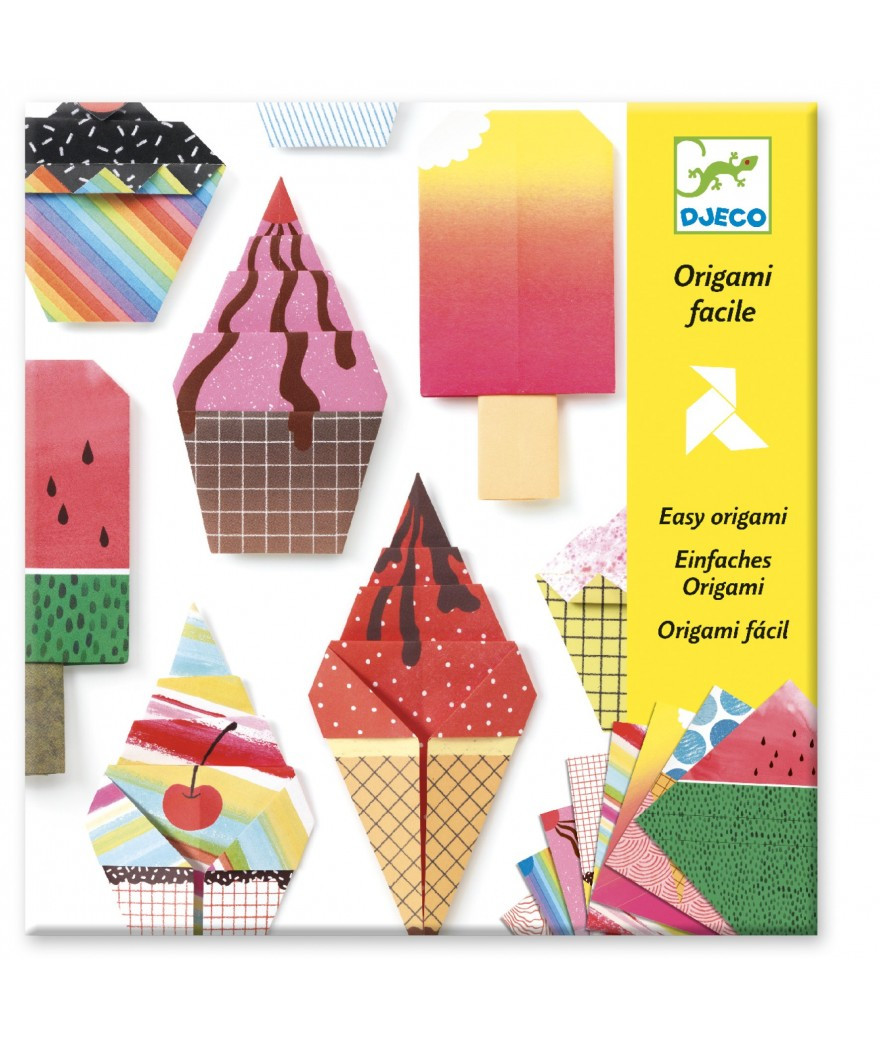 DJECO
Origami
facile
Easy origami
Einfaches
Origami
Origami fácil